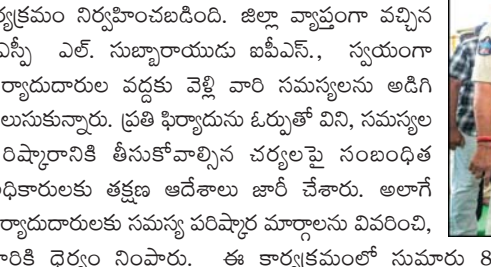 ర్యక్రమం నిర్వహించబడింది. జిల్లా వ్యాప్తంగా వచ్చిన
ఎస్పీ ఎల్. సుబ్బారాయుడు ఐపీఎస్., స్వయంగా
ర్యాదుదారుల వద్దకు వెళ్లి వారి సమస్యలను అడిగి
లుసుకున్నారు. ప్రతి ఫిర్యాదును ఓర్పుతో విని, సమస్యల
రిష్కారానికి తీసుకోవాల్సిన చర్యలపై సంబంధిత
ధికారులకు తక్షణ ఆదేశాలు జారీ చేశారు. అలాగే
ర్యాదుదారులకు సమస్య పరిష్కార మార్గాలను వివరించి,
ారికి ధైర్యం నింపారు. ఈ కార్యక్రమంలో సుమారు 8